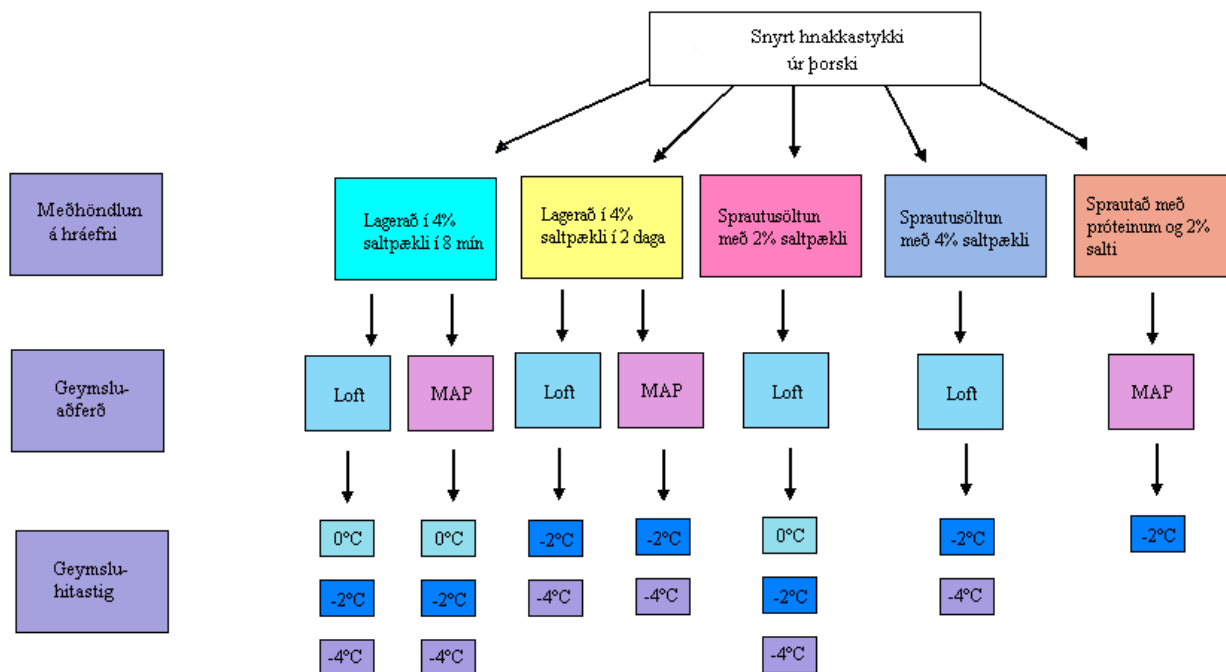 Snyrt hnakkastykki
úr þorski
Meðhöndlun
á hráefni
Lagerað í 4%
saltpækli í 8 mín
Lagerað í 4%
saltpækli í 2 daga
Sprautusöltun
með 2% saltpækli
Sprautusöltun
með 4% saltpækli
Sprautað með
próteinum og 2%
salti
Geymslu-
aðferð
Loft
MAP
Loft
MAP
Loft
Loft
MAP
Geymslu-
hitastig
0°C
0°C
-2°C
-2°C
0°C
-2°C
-2°C
-2°C
-2°C
-4°C
-4°C
-2°C
-4°C
-4°C
-4°C
-4°C